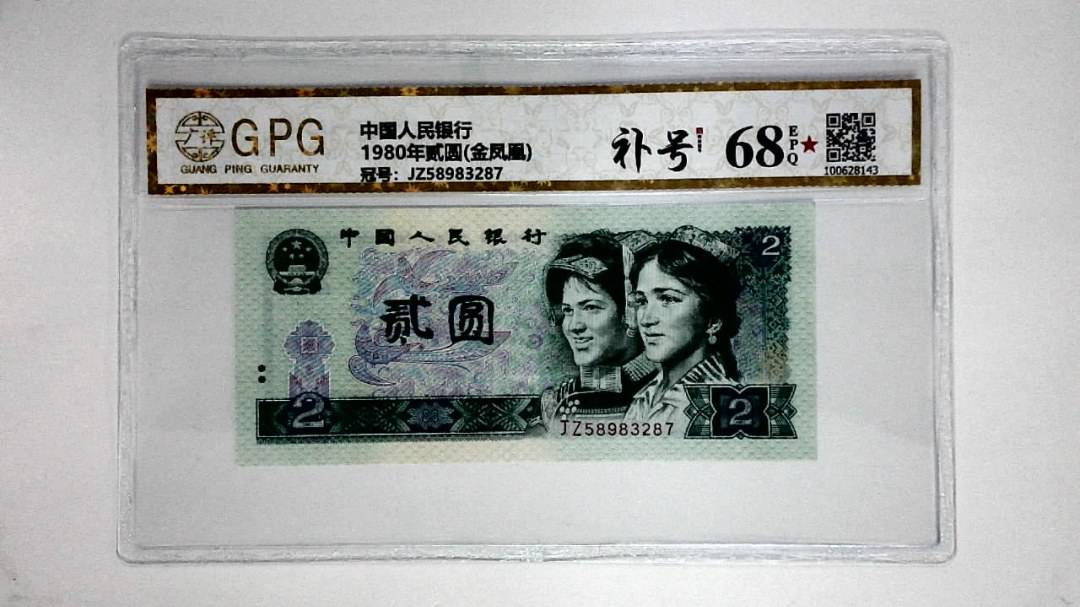 GPG
GUANG PING GUARANTY
中国人民银行
1980年贰圆(金凤凰)
冠号: JZ58983287
补号
68
EPQ
100628143
中國人民银行
2
贰圆
2
2
JZ58983287